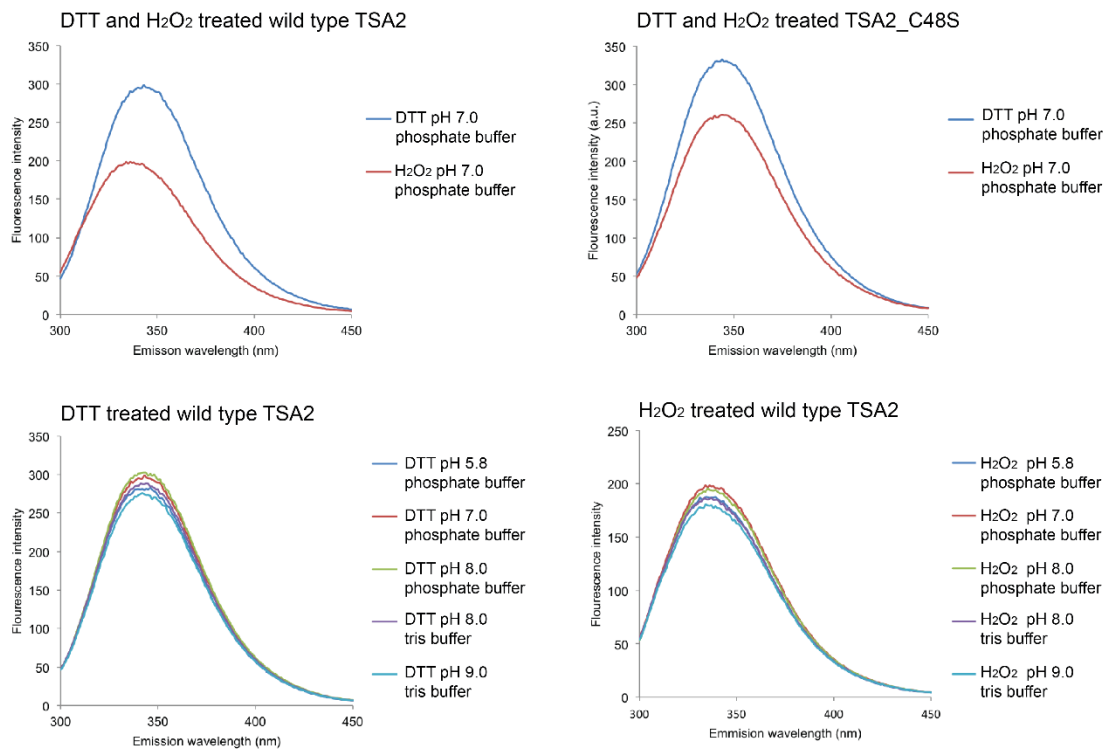 DTT and H₂O₂ treated wild type TSA2
350
300
250
200
150
100
50
0
300
350
400
450
Fluorescence intensity
Emisson wavelength (nm)
DTT pH 7.0
phosphate buffer
H₂O₂ pH 7.0
phosphate buffer
DTT and H₂O₂ treated TSA2_C48S
350
300
250
200
150
100
50
0
300
350
400
450
Flourescence intensity (a.u.)
Emission wavelength (nm)
DTT pH 7.0
phosphate buffer
H₂O₂ pH 7.0
phosphate buffer
DTT treated wild type TSA2
350
300
250
200
150
100
50
0
300
350
400
450
Flourescence intensity
Emission wavelength (nm)
DTT pH 5.8
phosphate buffer
DTT pH 7.0
phosphate buffer
DTT pH 8.0
phosphate buffer
DTT pH 8.0
tris buffer
DTT pH 9.0
tris buffer
H₂O₂ treated wild type TSA2
250
200
150
100
50
0
300
350
400
450
Flourescence intensity
Emmision wavelength (nm)
H₂O₂ pH 5.8
phosphate buffer
H₂O₂ pH 7.0
phosphate buffer
H₂O₂ pH 8.0
phosphate buffer
H₂O₂ pH 8.0
tris buffer
H₂O₂ pH 9.0
tris buffer